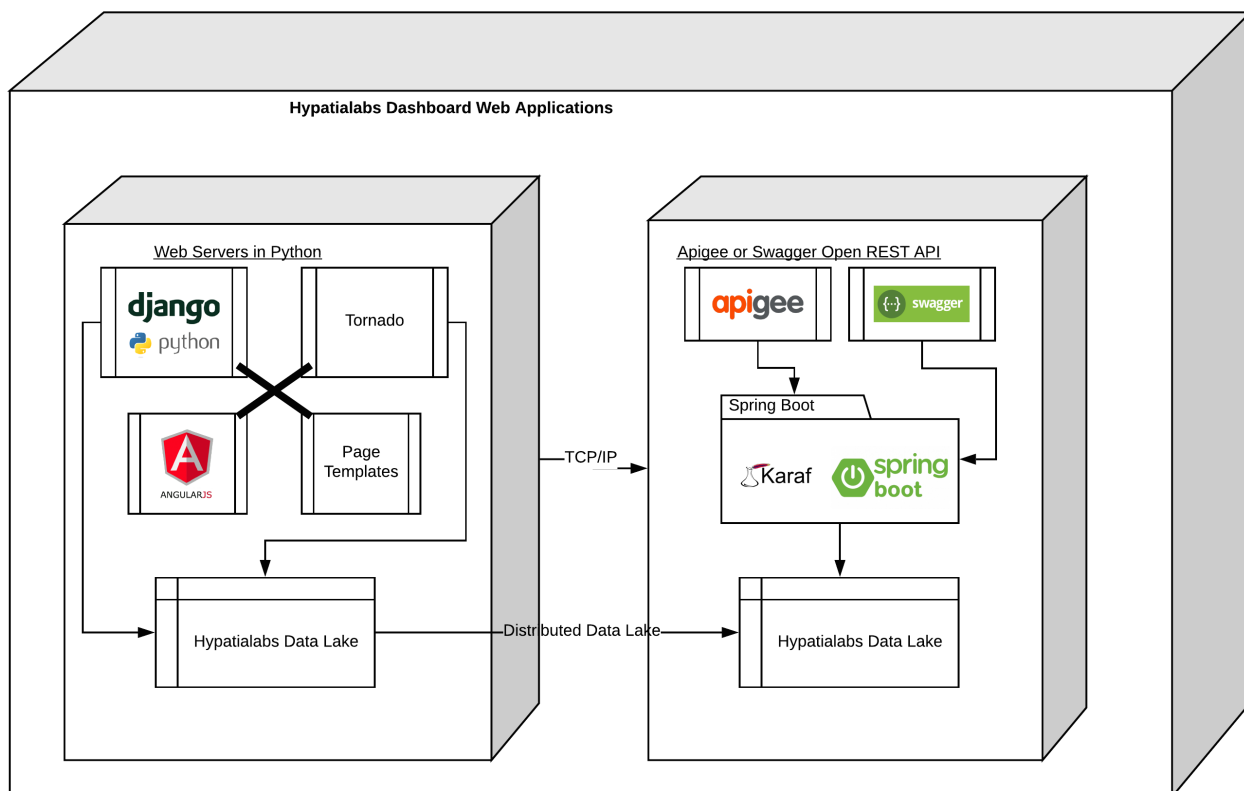 Hypatialabs Dashboard Web Applications
Web Servers in Python
django
python
Tornado
ANGULARJS
Page
Templates
TCP/IP
Apigee or Swagger Open REST API
apigee
{···} swagger
Spring Boot
Karaf
spring
boot
Hypatialabs Data Lake
Distributed Data Lake
Hypatialabs Data Lake